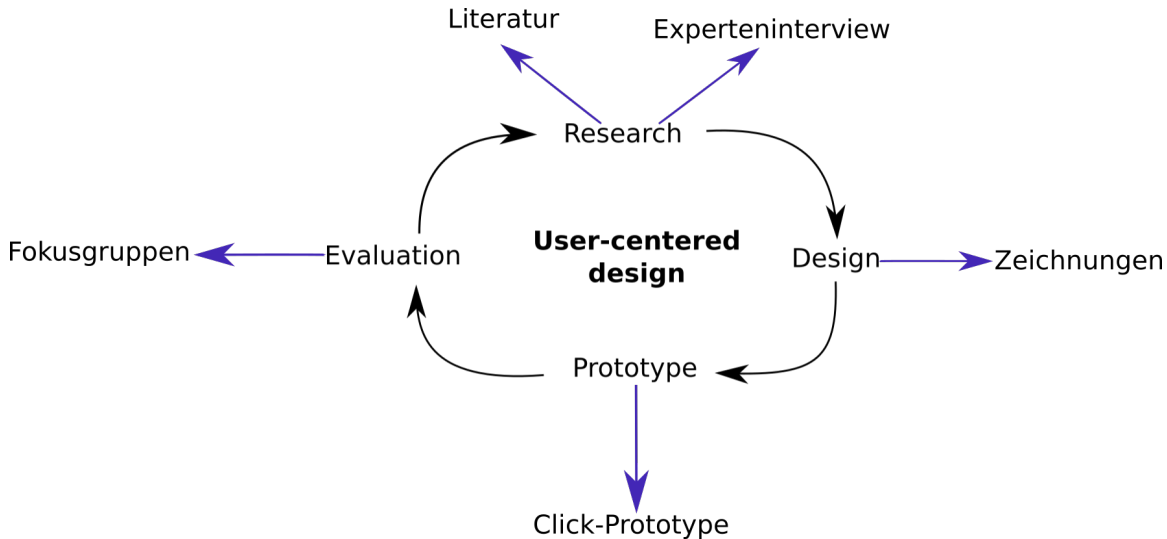 Literatur
Experteninterview
Research
Fokusgruppen
Evaluation
User-centered
design
Design
Zeichnungen
Prototype
Click-Prototype